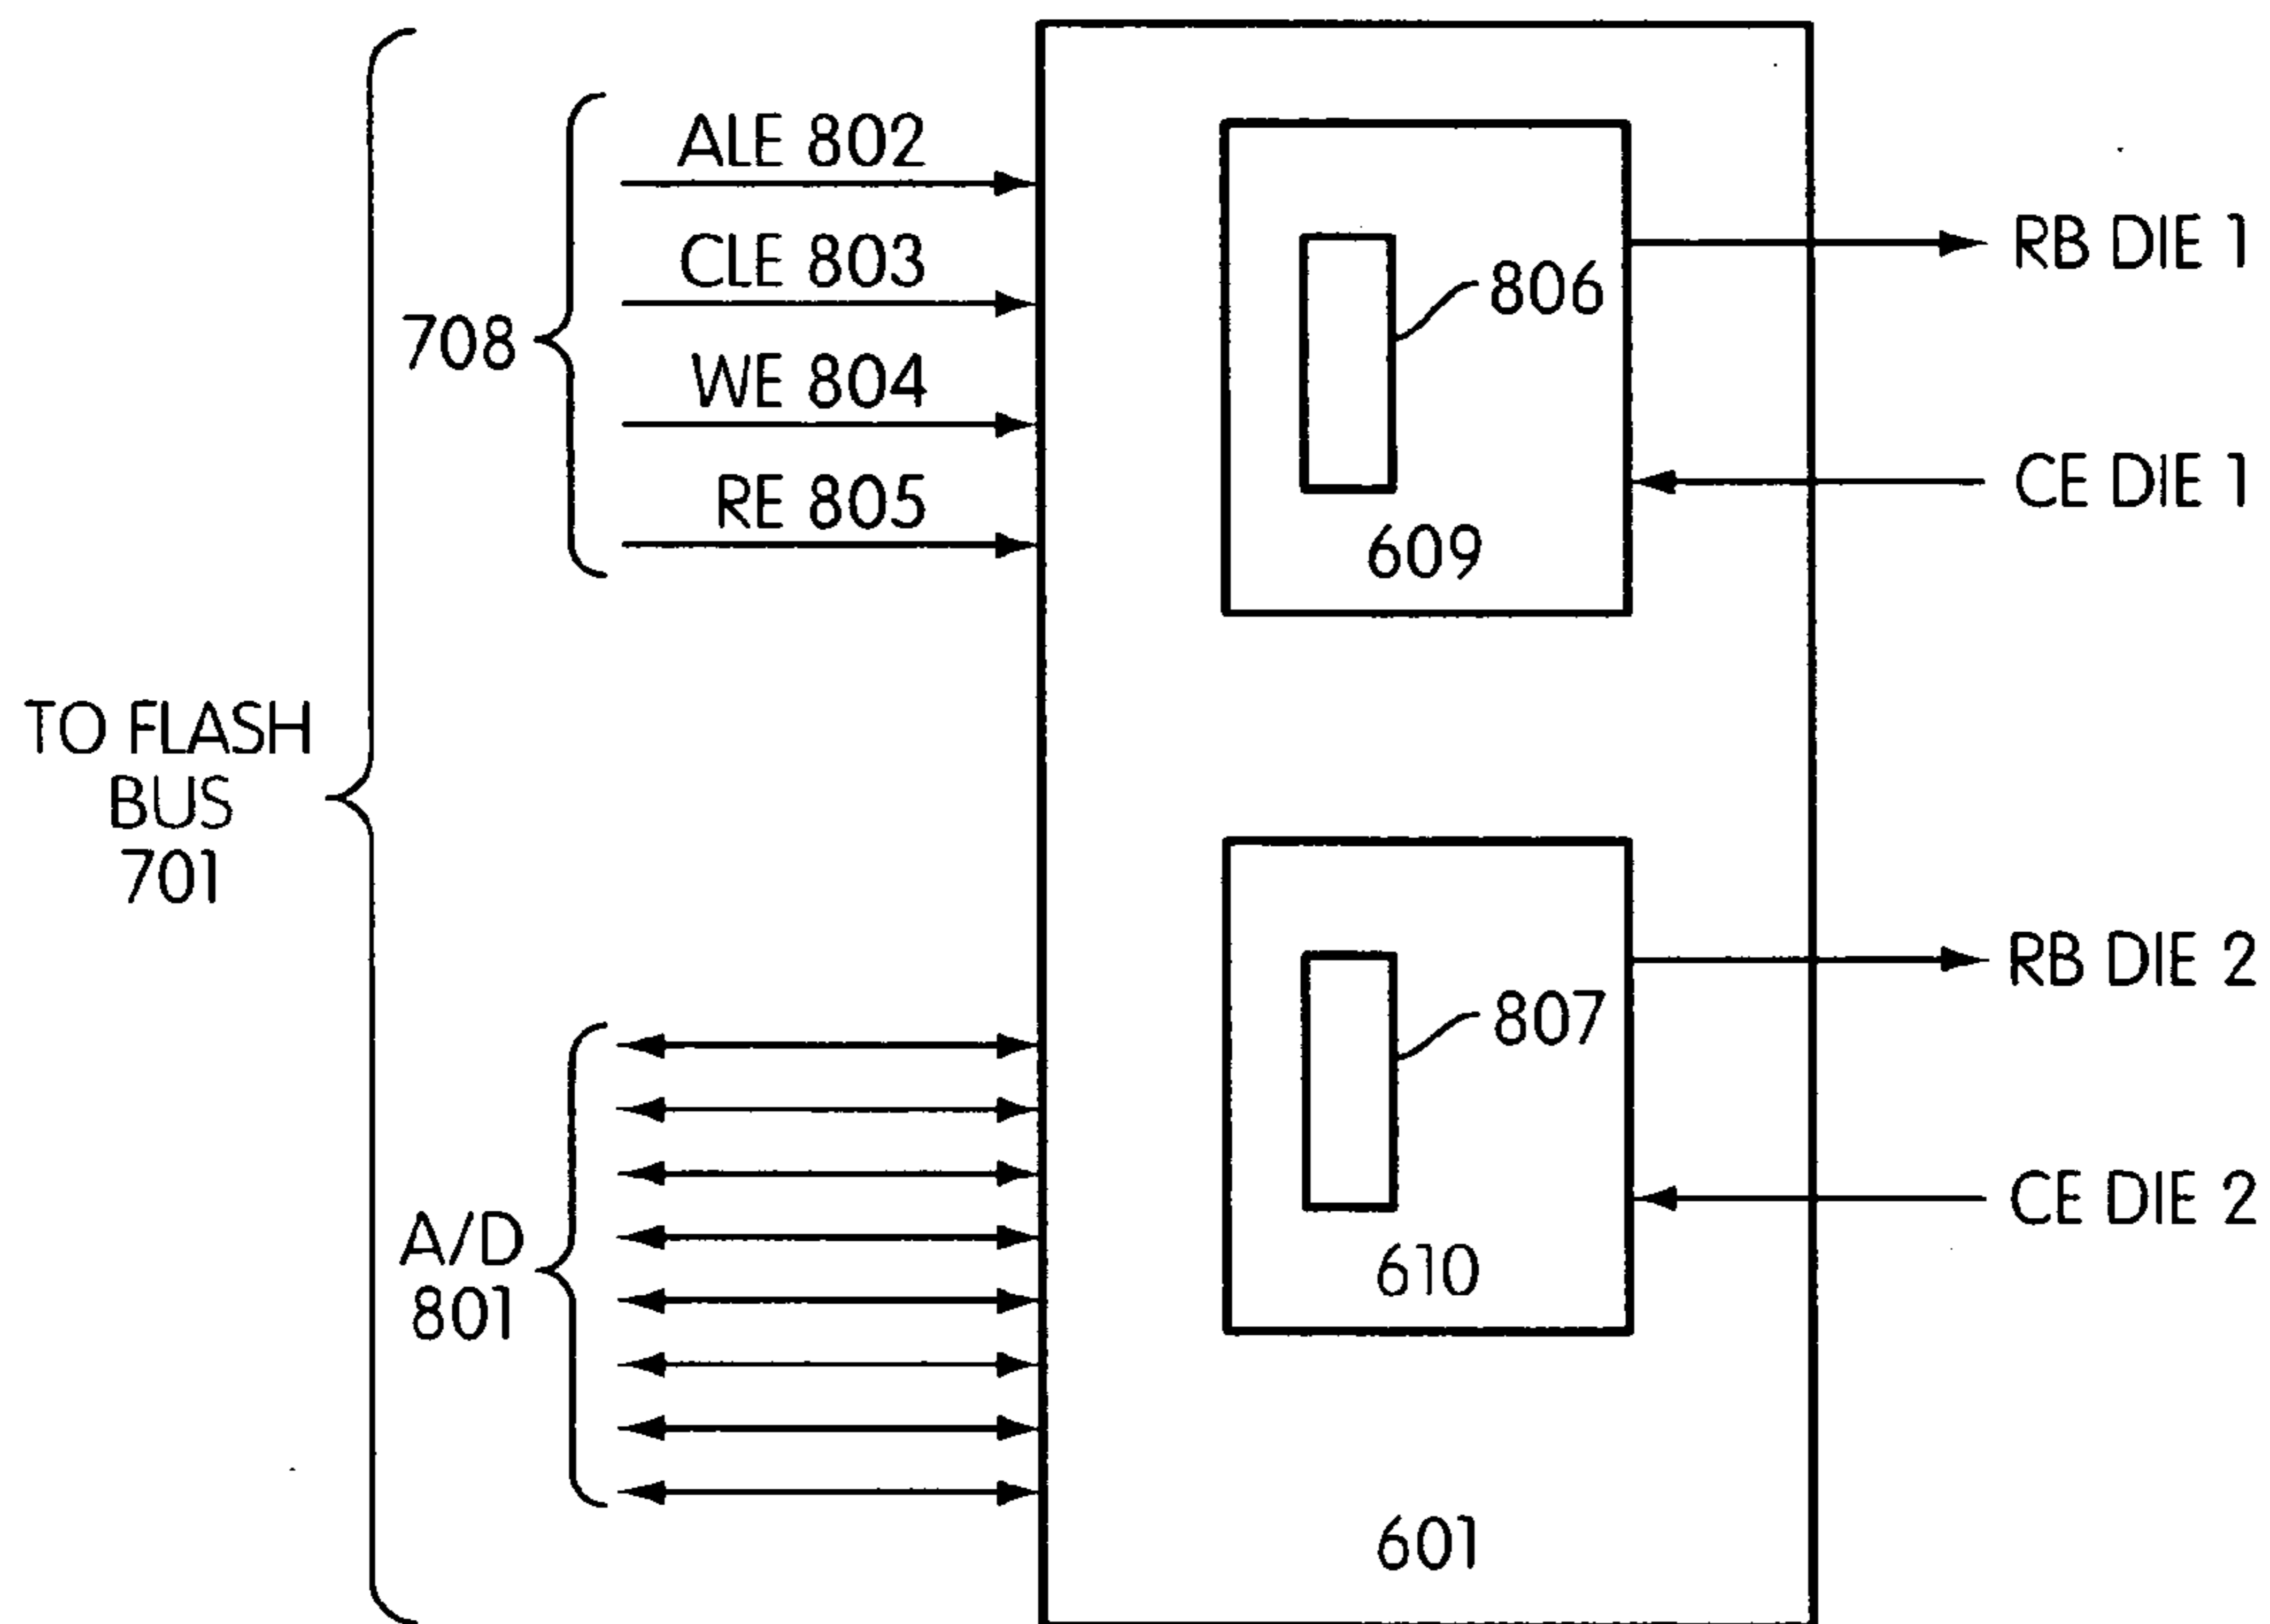 ALE 802
CLE 803
708
WE 804
RE 805
TO FLASH
BUS
701
A/D
801
806
609
807
610
601
RB DIE 1
CE DIE 1
RB DIE 2
CE DIE 2